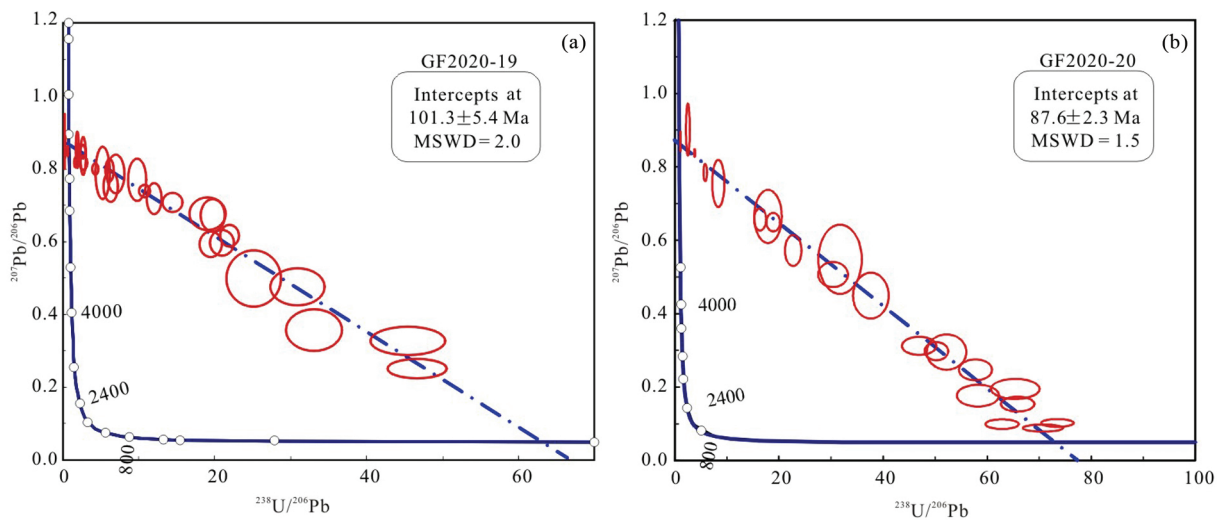 (a)
GF2020-19
Intercepts at
101.3±5.4 Ma
MSWD=2.0
1.2
1.0
0.8
0.6
0.4
0.2
0.0
²⁰⁷Pb/²⁰⁶Pb
4000
2400
800
0
20
40
60
²³⁸U/²⁰⁶Pb
(b)
GF2020-20
Intercepts at
87.6±2.3 Ma
MSWD=1.5
1.2
1.0
0.8
0.6
0.4
0.2
0.0
²⁰⁷Pb/²⁰⁶Pb
4000
2400
800
0
20
40
60
80
100
²³⁸U/²⁰⁶Pb